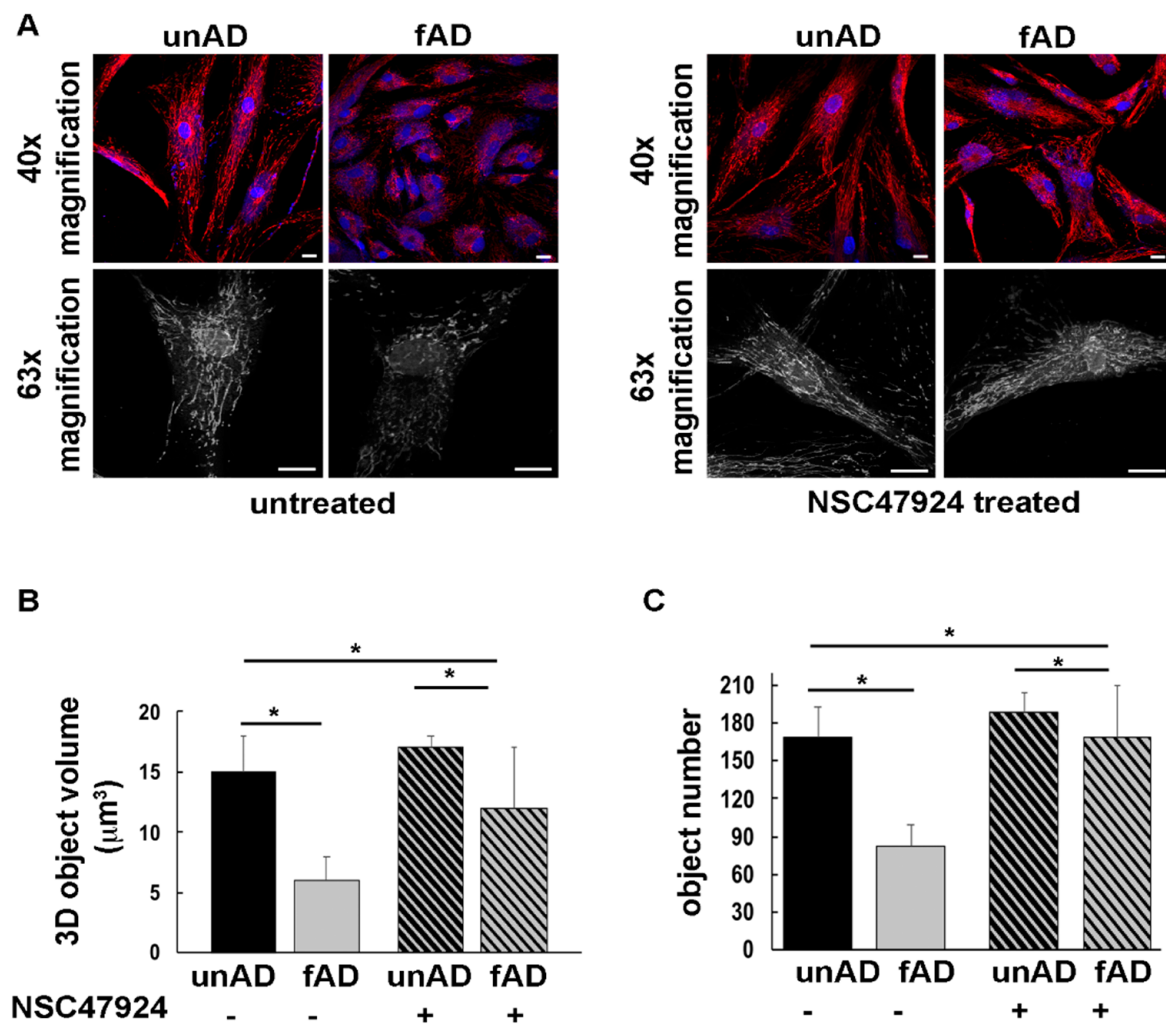 A
unAD fAD unAD fAD
40x
magnification
40x
magnification
63x
magnification
63x
magnification
untreated
NSC47924 treated
B
3D object volume
(μm³)
20
15
10
5
0
*
*
*
unAD fAD unAD fAD
NSC47924 - - + +
C
object number
210
180
150
120
90
60
30
0
*
*
*
unAD fAD unAD fAD
- - + +